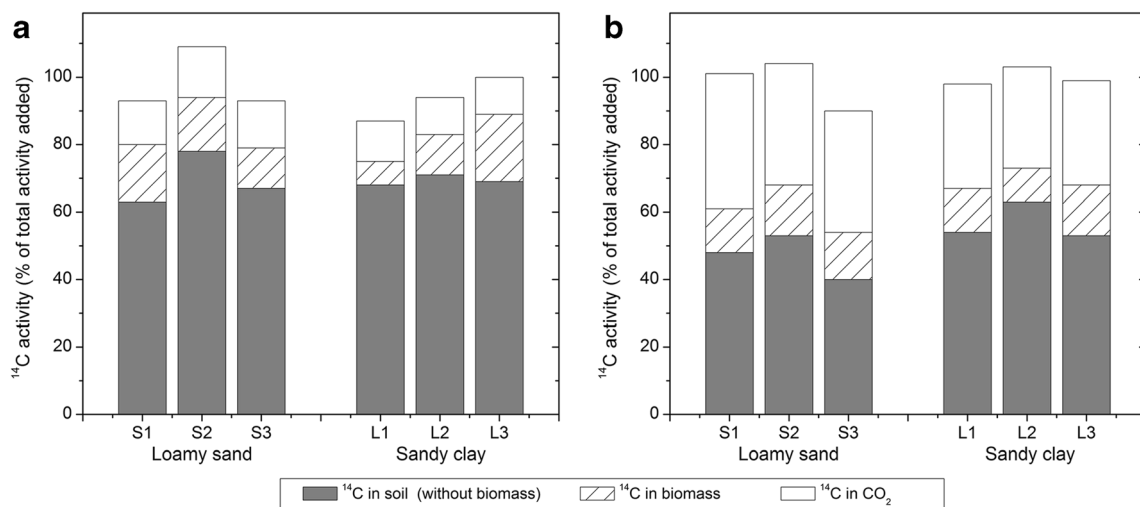 a
¹⁴C activity (% of total activity added)
100
80
60
40
20
0
S1 S2 S3 L1 L2 L3
Loamy sand Sandy clay
b
¹⁴C activity (% of total activity added)
100
80
60
40
20
0
S1 S2 S3 L1 L2 L3
Loamy sand Sandy clay
¹⁴C in soil (without biomass) ¹⁴C in biomass ¹⁴C in CO₂